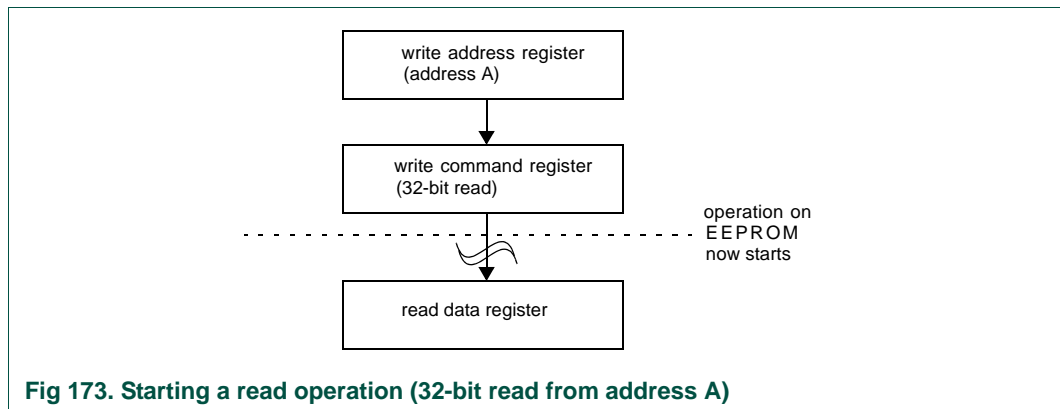 write address register
(address A)
write command register
(32-bit read)
operation on
EEPROM
now starts
read data register
Fig 173. Starting a read operation (32-bit read from address A)